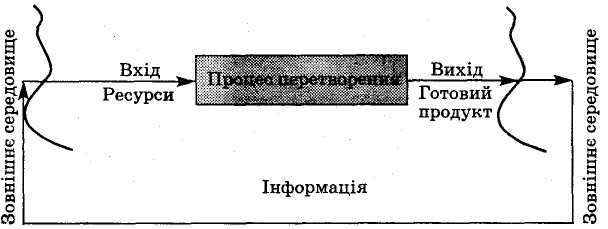 Зовнішнє середовище
Вхід
Ресурси
Процес перетворення
Вихід
Готовий
продукт
Зовнішнє середовище
Інформація